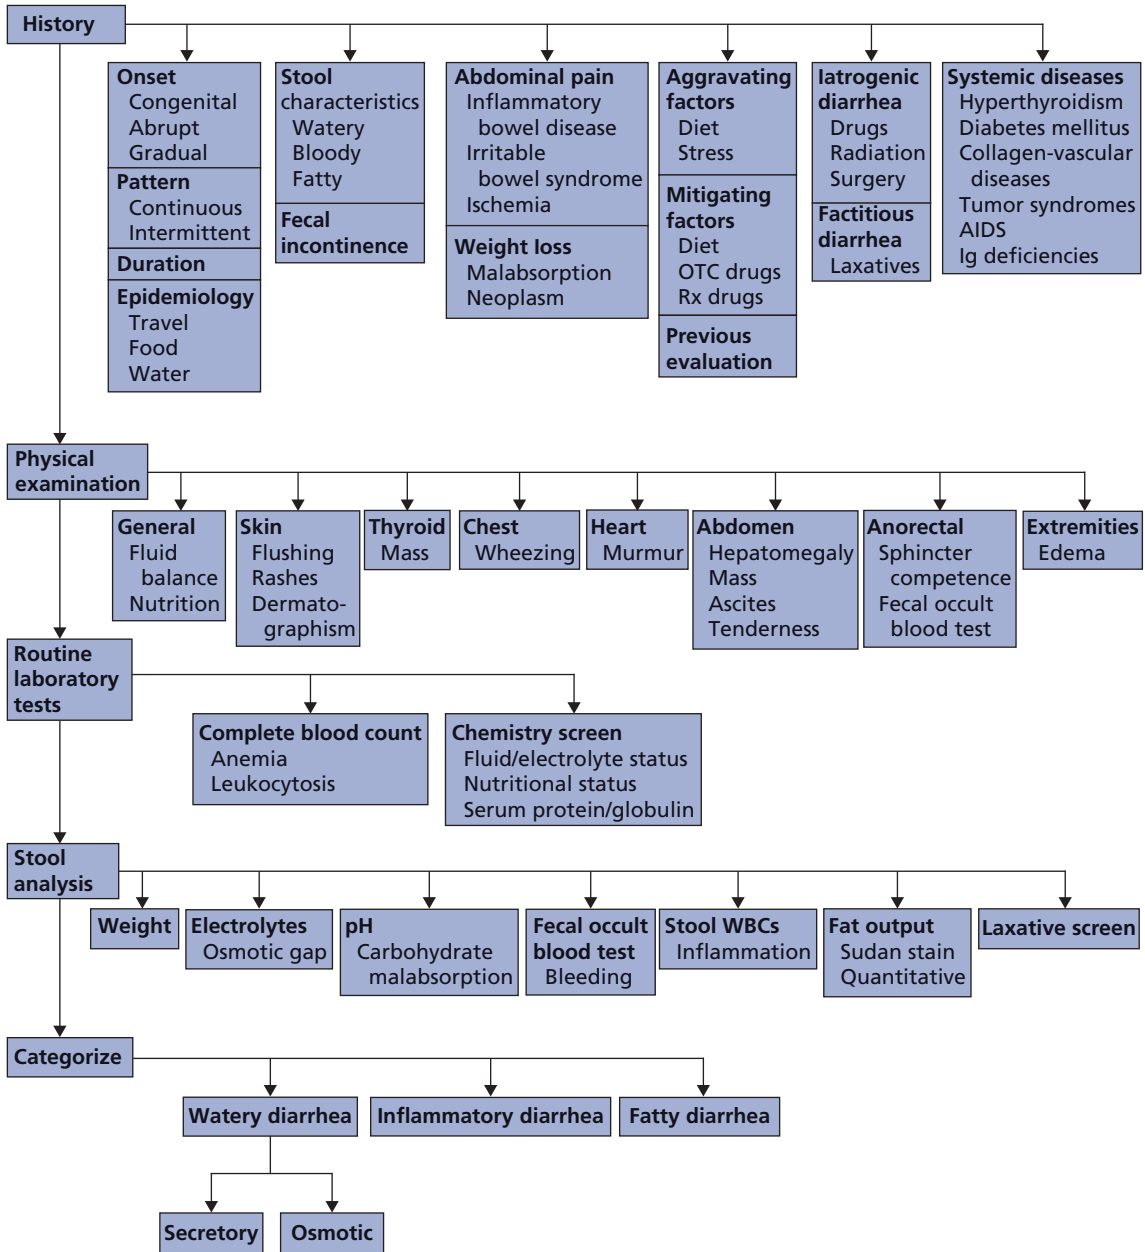 History
Onset
Congenital
Abrupt
Gradual
Pattern
Continuous
Intermittent
Duration
Epidemiology
Travel
Food
Water
Stool
characteristics
Watery
Bloody
Fatty
Fecal
incontinence
Abdominal pain
Inflammatory
bowel disease
Irritable
bowel syndrome
Ischemia
Weight loss
Malabsorption
Neoplasm
Aggravating
factors
Diet
Stress
Mitigating
factors
Diet
OTC drugs
Rx drugs
Previous
evaluation
Iatrogenic
diarrhea
Drugs
Radiation
Surgery
Factitious
diarrhea
Laxatives
Systemic diseases
Hyperthyroidism
Diabetes mellitus
Collagen-vascular
diseases
Tumor syndromes
AIDS
Ig deficiencies
Physical
examination
General
Fluid
balance
Nutrition
Skin
Flushing
Rashes
Dermato-
graphism
Thyroid
Mass
Chest
Wheezing
Heart
Murmur
Abdomen
Hepatomegaly
Mass
Ascites
Tenderness
Anorectal
Sphincter
competence
Fecal occult
blood test
Extremities
Edema
Routine
laboratory
tests
Complete blood count
Anemia
Leukocytosis
Chemistry screen
Fluid/electrolyte status
Nutritional status
Serum protein/globulin
Stool
analysis
Weight
Electrolytes
Osmotic gap
pH
Carbohydrate
malabsorption
Fecal occult
blood test
Bleeding
Stool WBCs
Inflammation
Fat output
Sudan stain
Quantitative
Laxative screen
Categorize
Watery diarrhea
Inflammatory diarrhea
Fatty diarrhea
Secretory
Osmotic